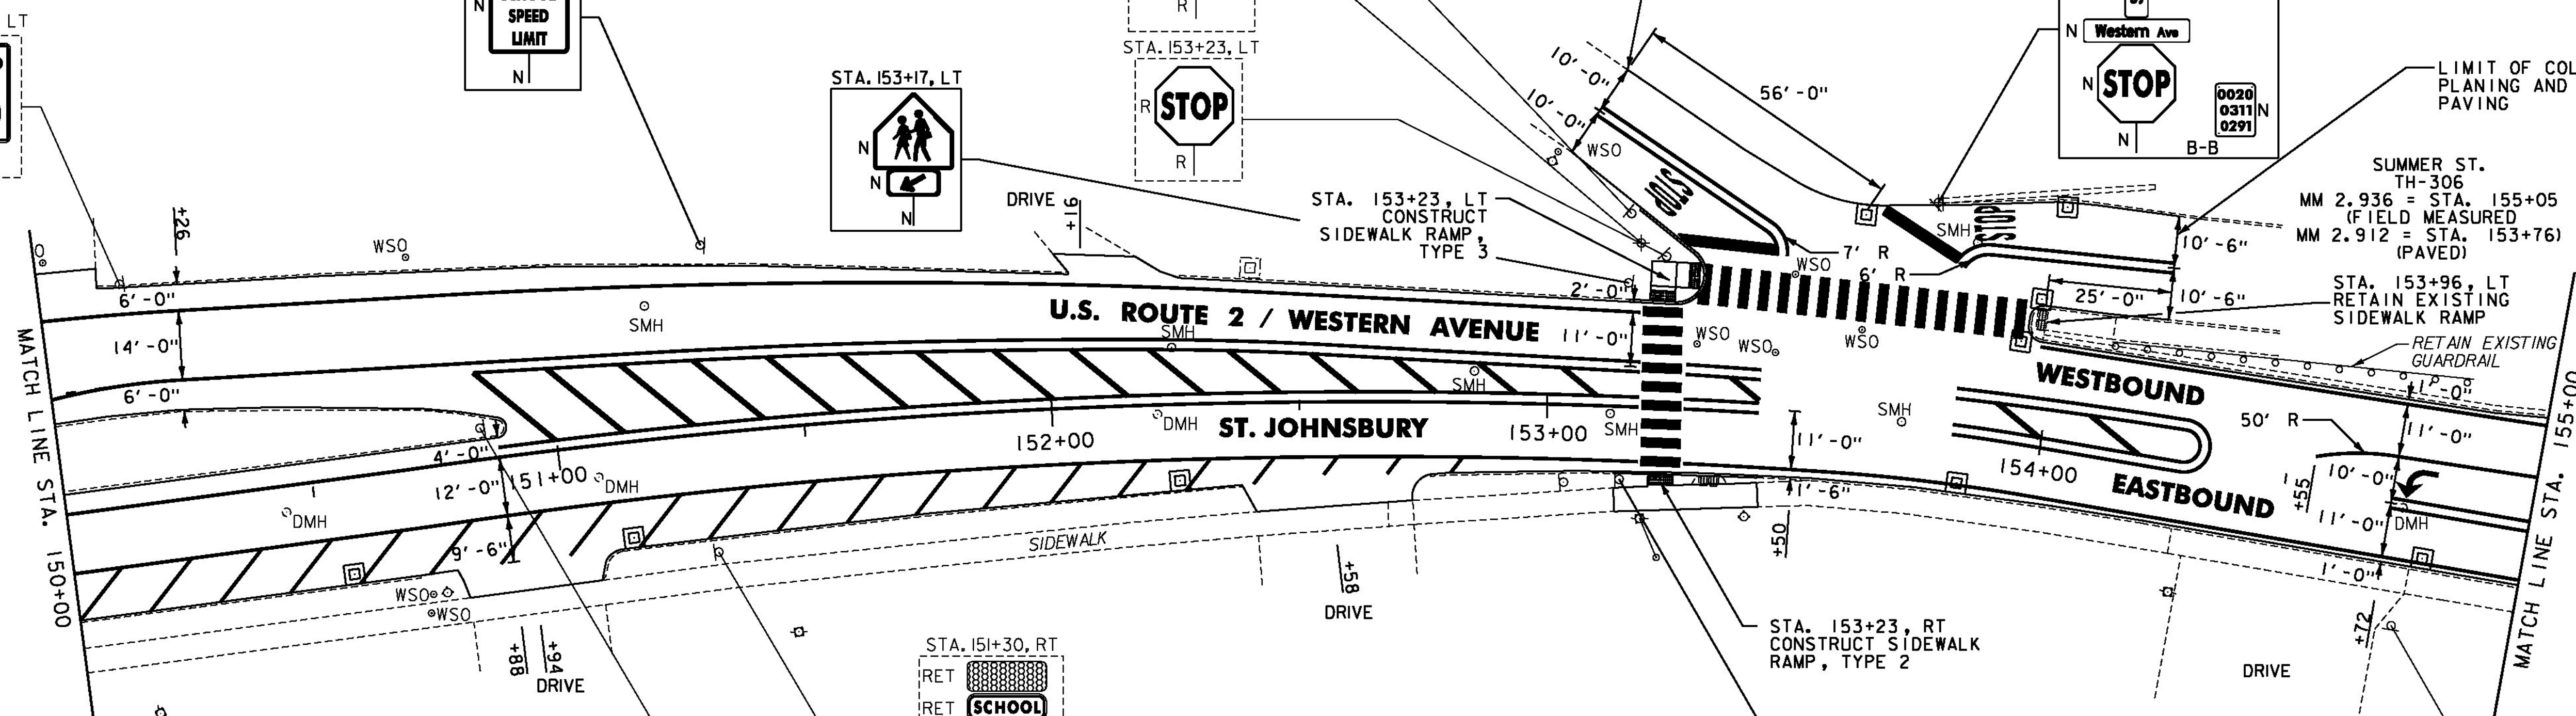 LT
N
SPEED
LIMIT
N
R
STA. 153+23, LT
R STOP
R
STA. 153+17, LT
N
N
N
10'-0"
10'-0"
56'-0"
N Western Ave
N STOP
N
0020
0311 N
0291
B-B
PLANING AND
PAVING
LIMIT OF COL
SUMMER ST.
TH-306
MM 2.936 = STA. 155+05
(FIELD MEASURED
MM 2.912 = STA. 153+76)
(PAVED)
STA. 153+96, LT
RETAIN EXISTING
SIDEWALK RAMP
RETAIN EXISTING
GUARDRAIL
+26
WSO
DRIVE
+16
STA. 153+23, LT
CONSTRUCT
SIDEWALK RAMP,
TYPE 3
WSO
STOP
7' R
WSO
6' R
SMH
STOP
10'-6"
25'-0"
10'-6"
6'-0"
14'-0"
6'-0"
SMH
SMH
U.S. ROUTE 2 / WESTERN AVENUE
2'-0"
11'-0"
WSO
WSO
WSO
SMH
WESTBOUND
1'-0"
11'-0"
50' R
MATCH LINE STA. 150+00
4'-0"
12'-0"
151+00
DMH
DMH
9'-6"
152+00
DMH
ST. JOHNSBURY
153+00
SMH
SMH
11'-0"
1'-6"
+50
154+00
EASTBOUND
+55
10'-0"
11'-0"
DMH
1'-0"
MATCH LINE STA. 155+00
SIDEWALK
WSO
WSO
+88
+94
DRIVE
+58
DRIVE
STA. 151+30, RT
RET
RET SCHOOL
STA. 153+23, RT
CONSTRUCT SIDEWALK
RAMP, TYPE 2
+72
DRIVE